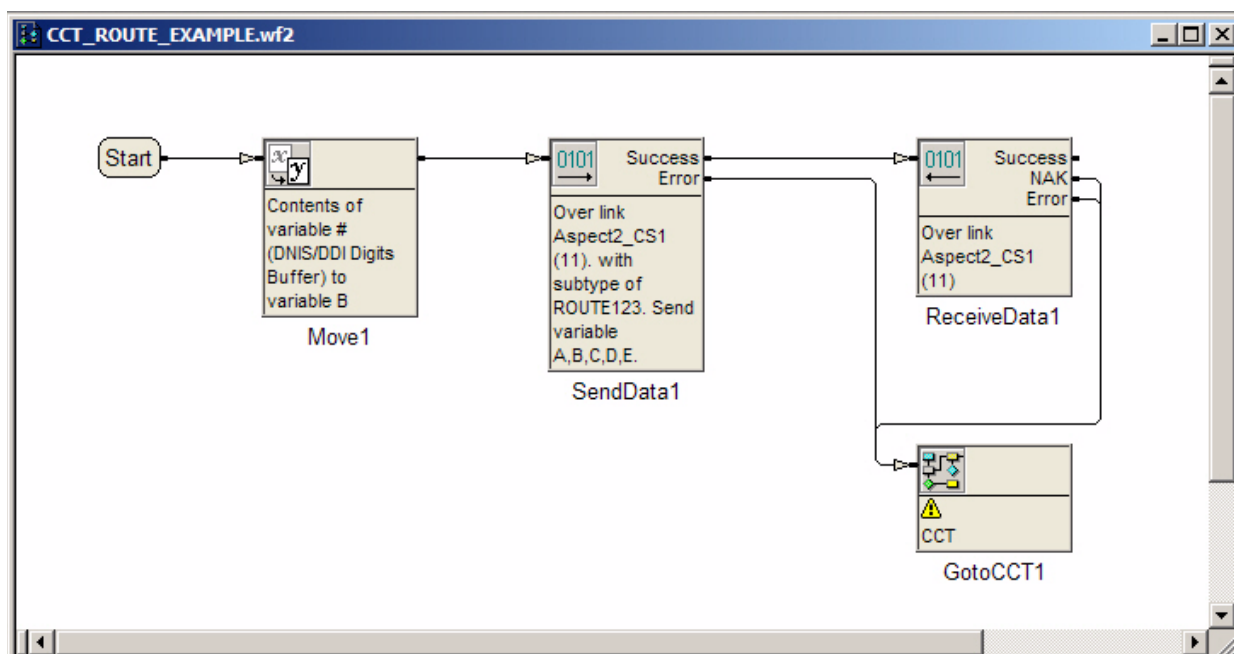 CCT_ROUTE_EXAMPLE.wf2
Start
x
y
Contents of
variable #
(DNIS/DDI Digits
Buffer) to
variable B
Move1
0101
Success
Error
Over link
Aspect2_CS1
(11). with
subtype of
ROUTE123. Send
variable
A,B,C,D,E.
SendData1
0101
Success
NAK
Error
Over link
Aspect2_CS1
(11)
ReceiveData1
CCT
GotoCCT1